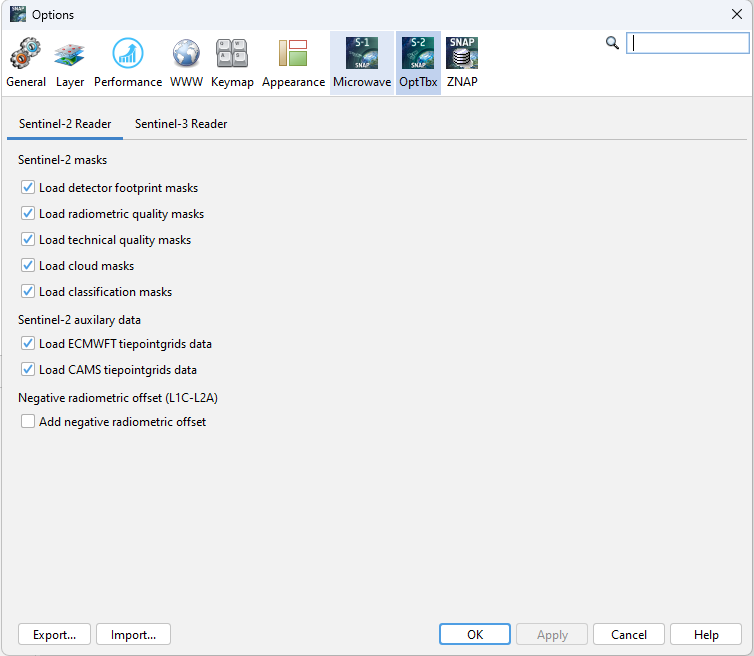 SNAP Options
General Layer Performance WWW Keymap Appearance Microwave OptTbx ZNAP
S-1 SNAP
S-2 SNAP
SNAP
Q W
A S
Sentinel-2 Reader Sentinel-3 Reader
Sentinel-2 masks
Load detector footprint masks
Load radiometric quality masks
Load technical quality masks
Load cloud masks
Load classification masks
Sentinel-2 auxilary data
Load ECMWFT tiepointgrids data
Load CAMS tiepointgrids data
Negative radiometric offset (L1C-L2A)
Add negative radiometric offset
Export... Import... OK Apply Cancel Help